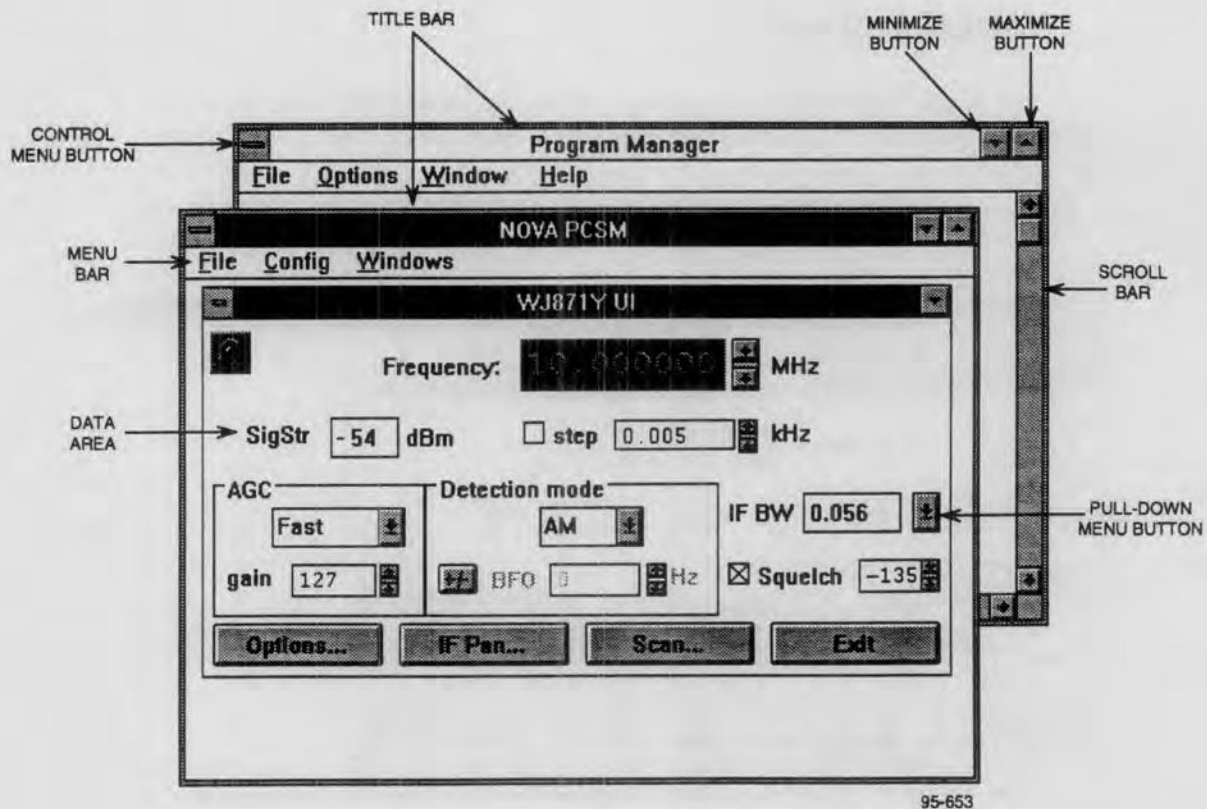 TITLE BAR
MINIMIZE BUTTON
MAXIMIZE BUTTON
CONTROL MENU BUTTON
Program Manager
File Options Window Help
NOVA PCSM
MENU BAR
File Config Windows
SCROLL BAR
WJ871Y UI
Frequency: 10.000000 MHz
DATA AREA
SigStr -54 dBm step 0.005 kHz
AGC Detection mode
Fast AM IF BW 0.056
PULL-DOWN MENU BUTTON
gain 127 +/- BFO 0 Hz Squelch -135
Options... IF Pan... Scan... Exit
95-653